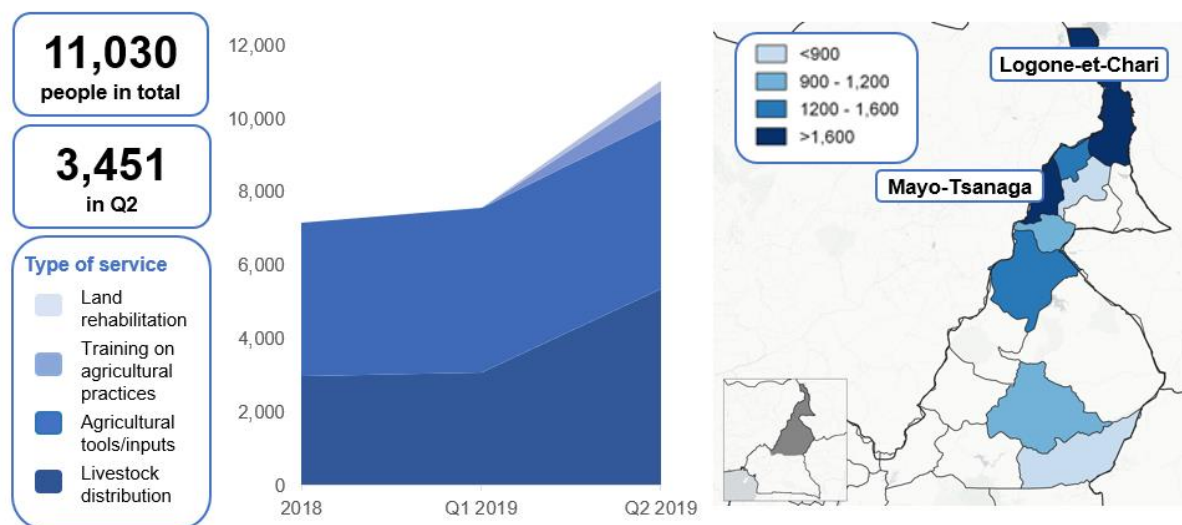 11,030
people in total
3,451
in Q2
Type of service
Land
rehabilitation
Training on
agricultural
practices
Agricultural
tools/inputs
Livestock
distribution
12,000
10,000
8,000
6,000
4,000
2,000
0
2018
Q1 2019
Q2 2019
<900
900 - 1,200
1200 - 1,600
>1,600
Logone-et-Chari
Mayo-Tsanaga